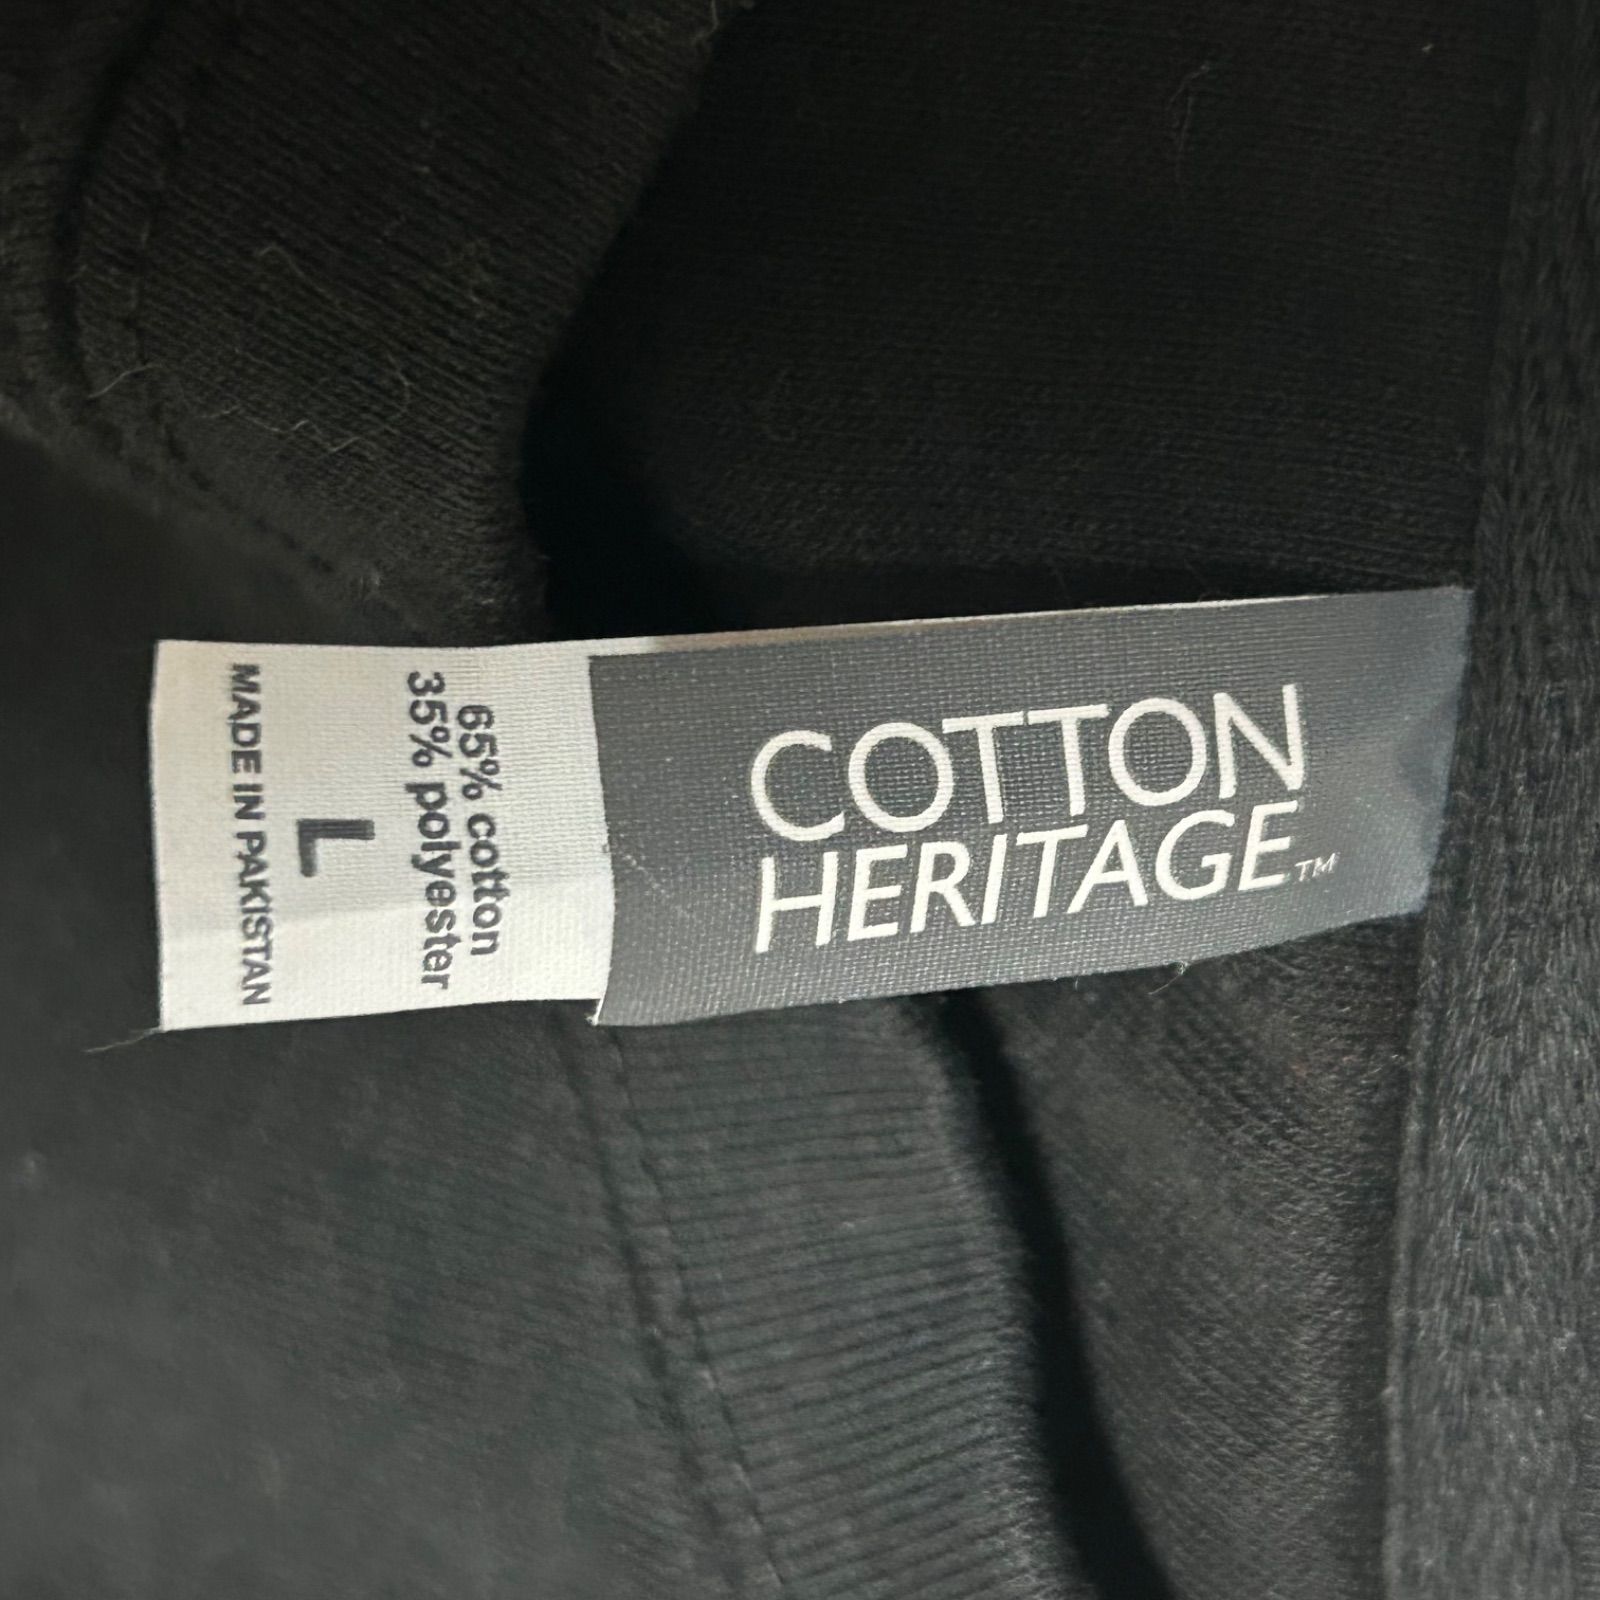 COTTON
HERITAGE™
65% cotton
35% polyester
L
MADE IN PAKISTAN